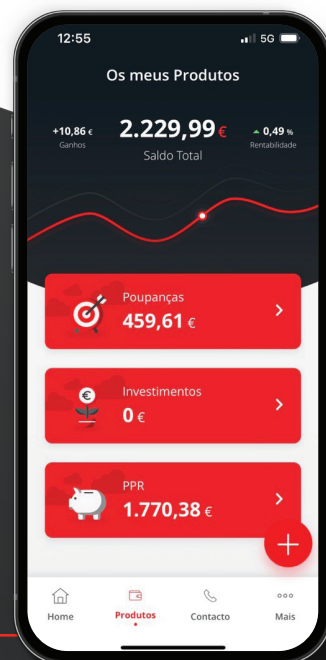 12:55
5G
Os meus Produtos
+10,86 €
Ganhos
2.229,99 €
Saldo Total
0,49 %
Rentabilidade
Poupanças
459,61 €
€
Investimentos
0 €
PPR
1.770,38 €
+
Home
Produtos
Contacto
Mais